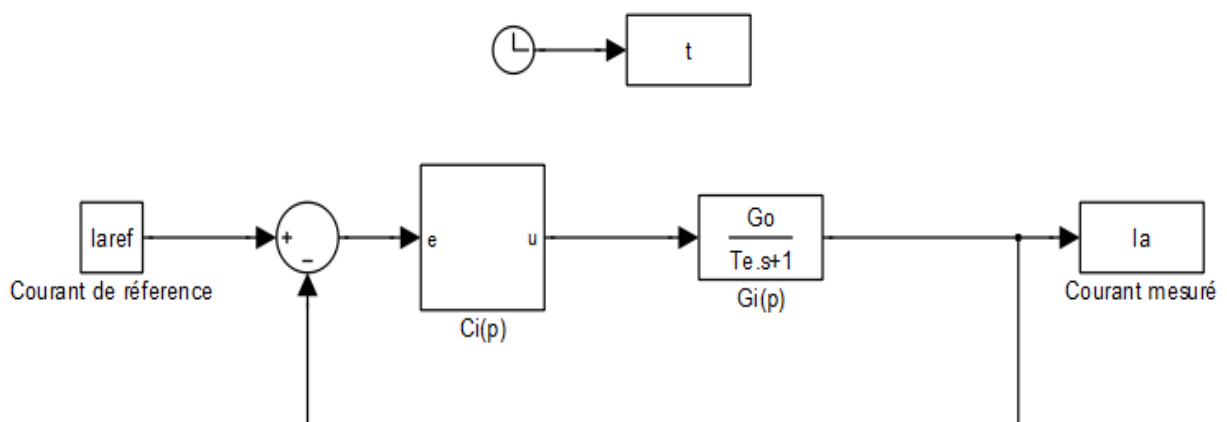 t
Iaref
+
−
Courant de réference
e
u
Ci(p)
Go
Te.s+1
Gi(p)
Ia
Courant mesuré